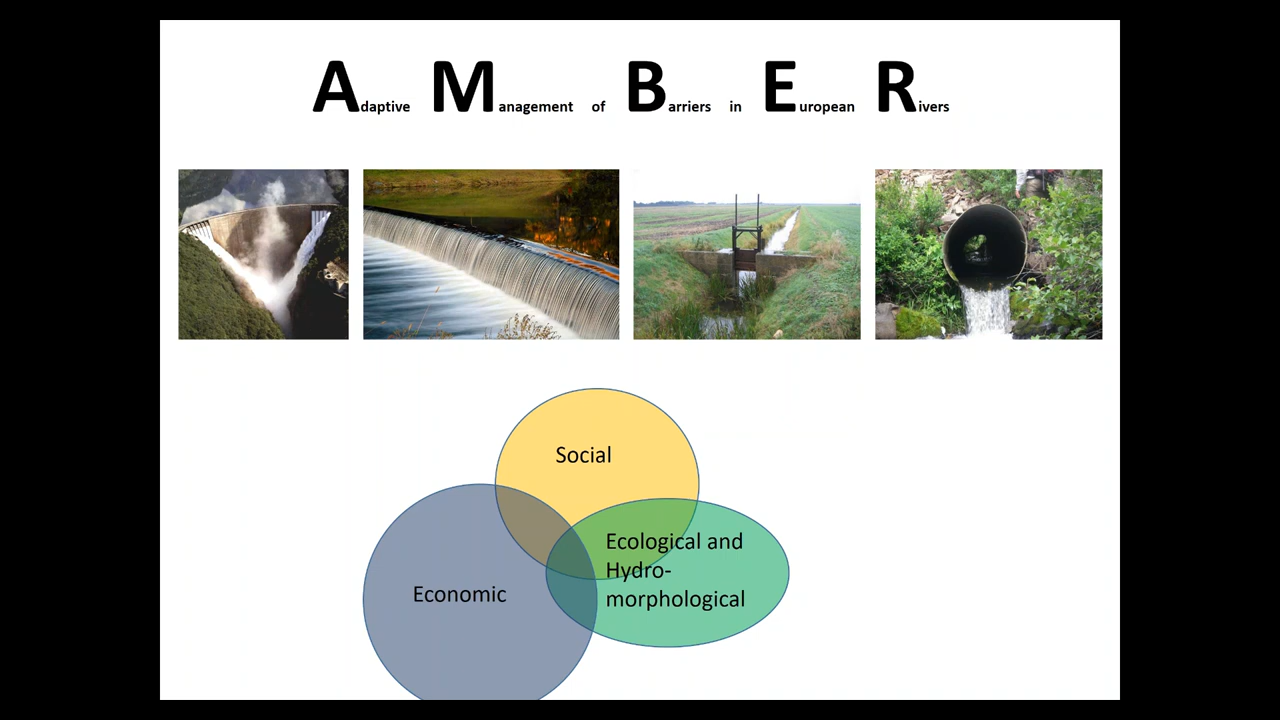 Adaptive Management of Barriers in European Rivers
Social
Ecological and
Hydro-
morphological
Economic